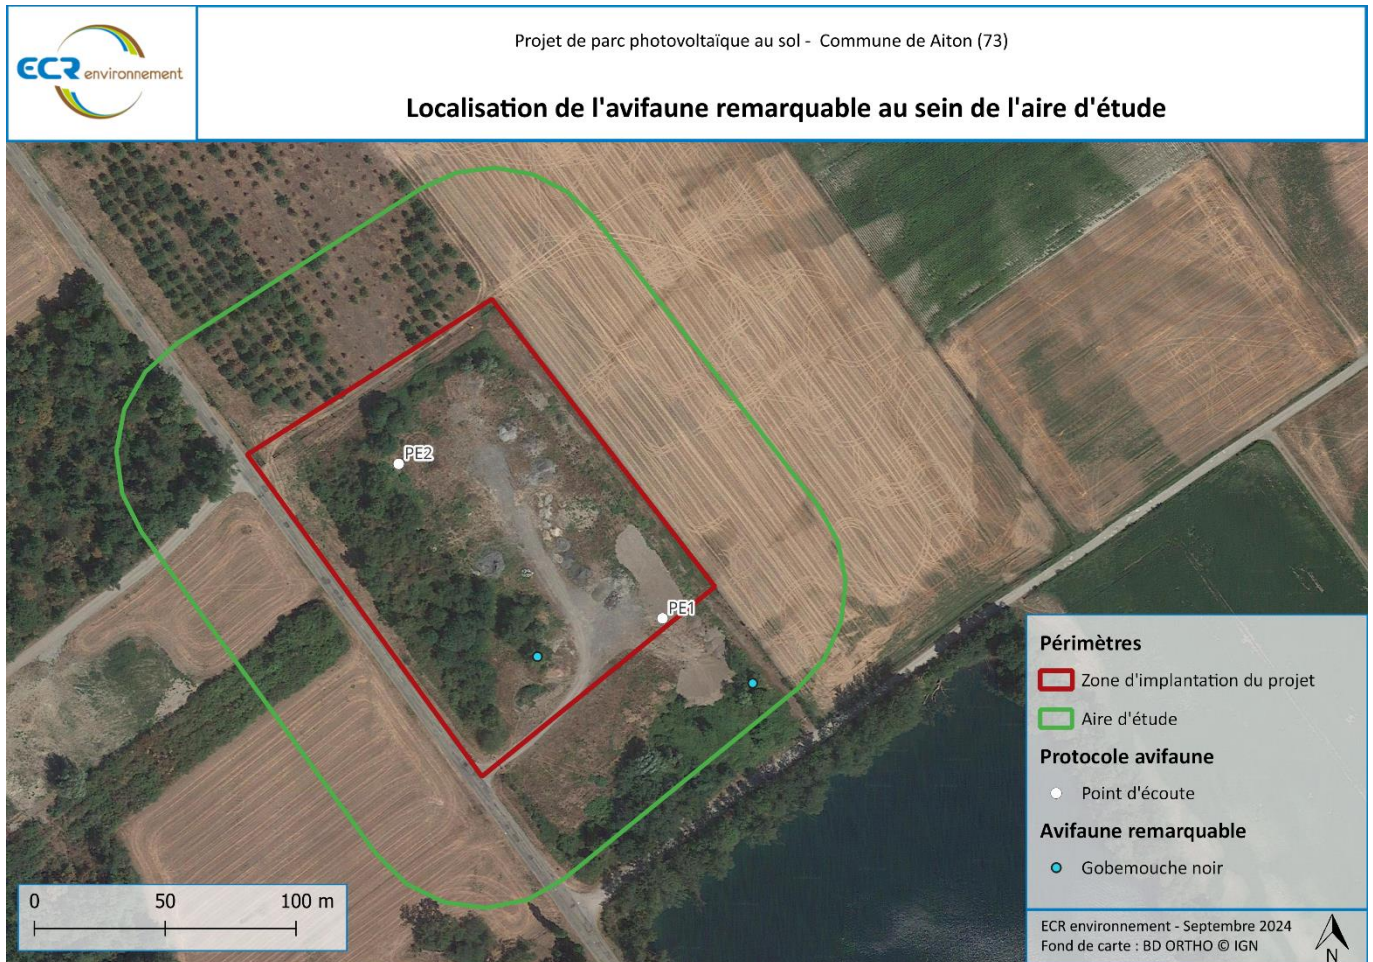 ECR environnement
Projet de parc photovoltaïque au sol - Commune de Aiton (73)
Localisation de l'avifaune remarquable au sein de l'aire d'étude
PE2
PE1
Périmètres
Zone d'implantation du projet
Aire d'étude
Protocole avifaune
Point d'écoute
Avifaune remarquable
Gobemouche noir
0 50 100 m
ECR environnement - Septembre 2024
Fond de carte : BD ORTHO © IGN
N